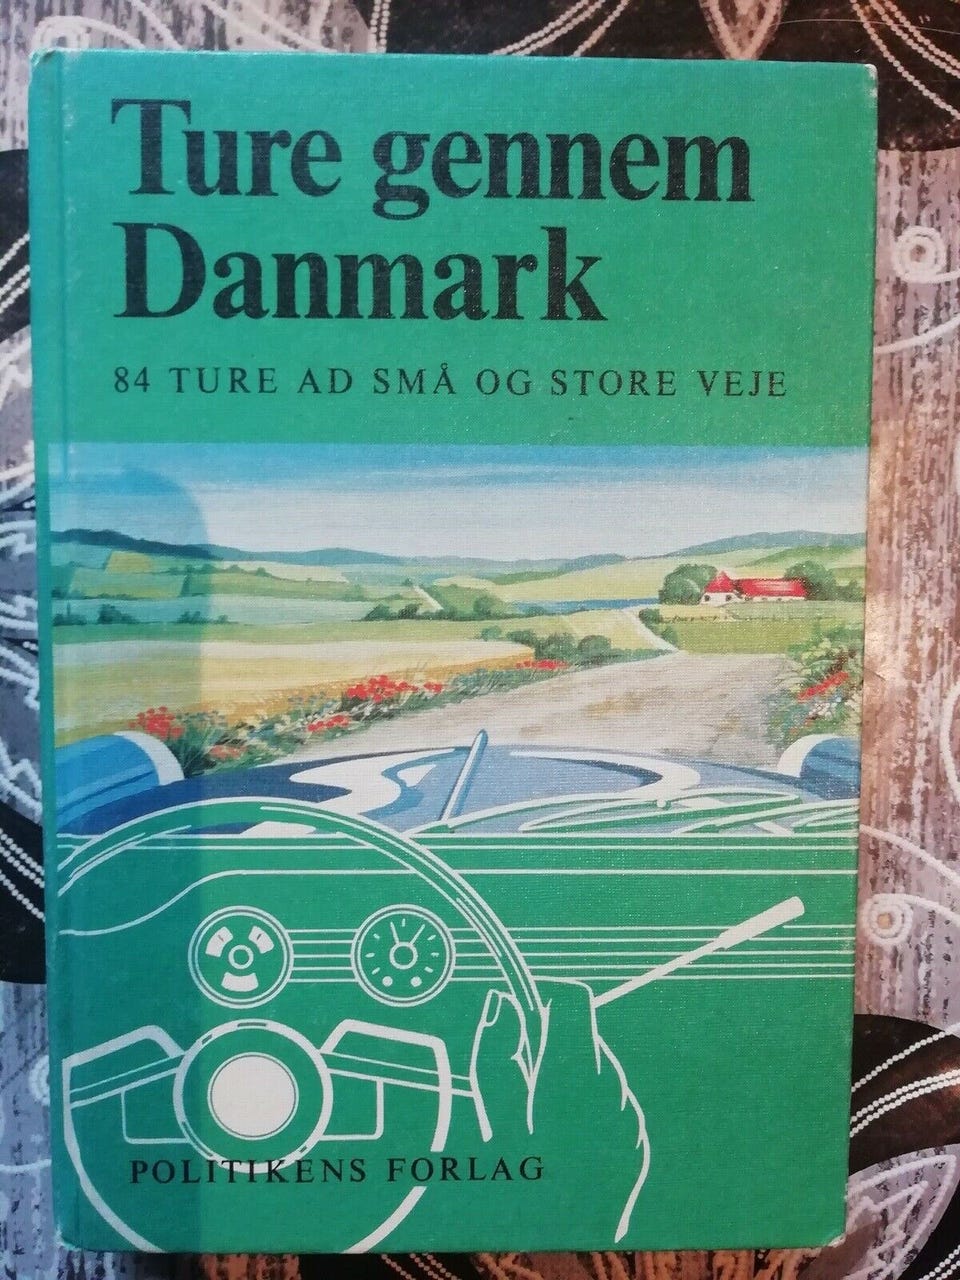 Ture gennem
Danmark
84 TURE AD SMÅ OG STORE VEJE
POLITIKENS FORLAG